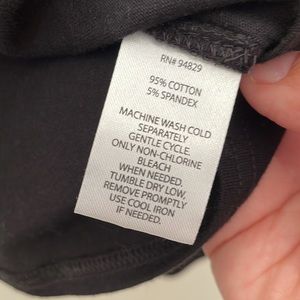 RN# 94829
95% COTTON
5% SPANDEX
MACHINE WASH COLD
SEPARATELY
GENTLE CYCLE.
ONLY NON-CHLORINE
BLEACH
WHEN NEEDED.
TUMBLE DRY LOW,
REMOVE PROMPTLY
USE COOL IRON
IF NEEDED.